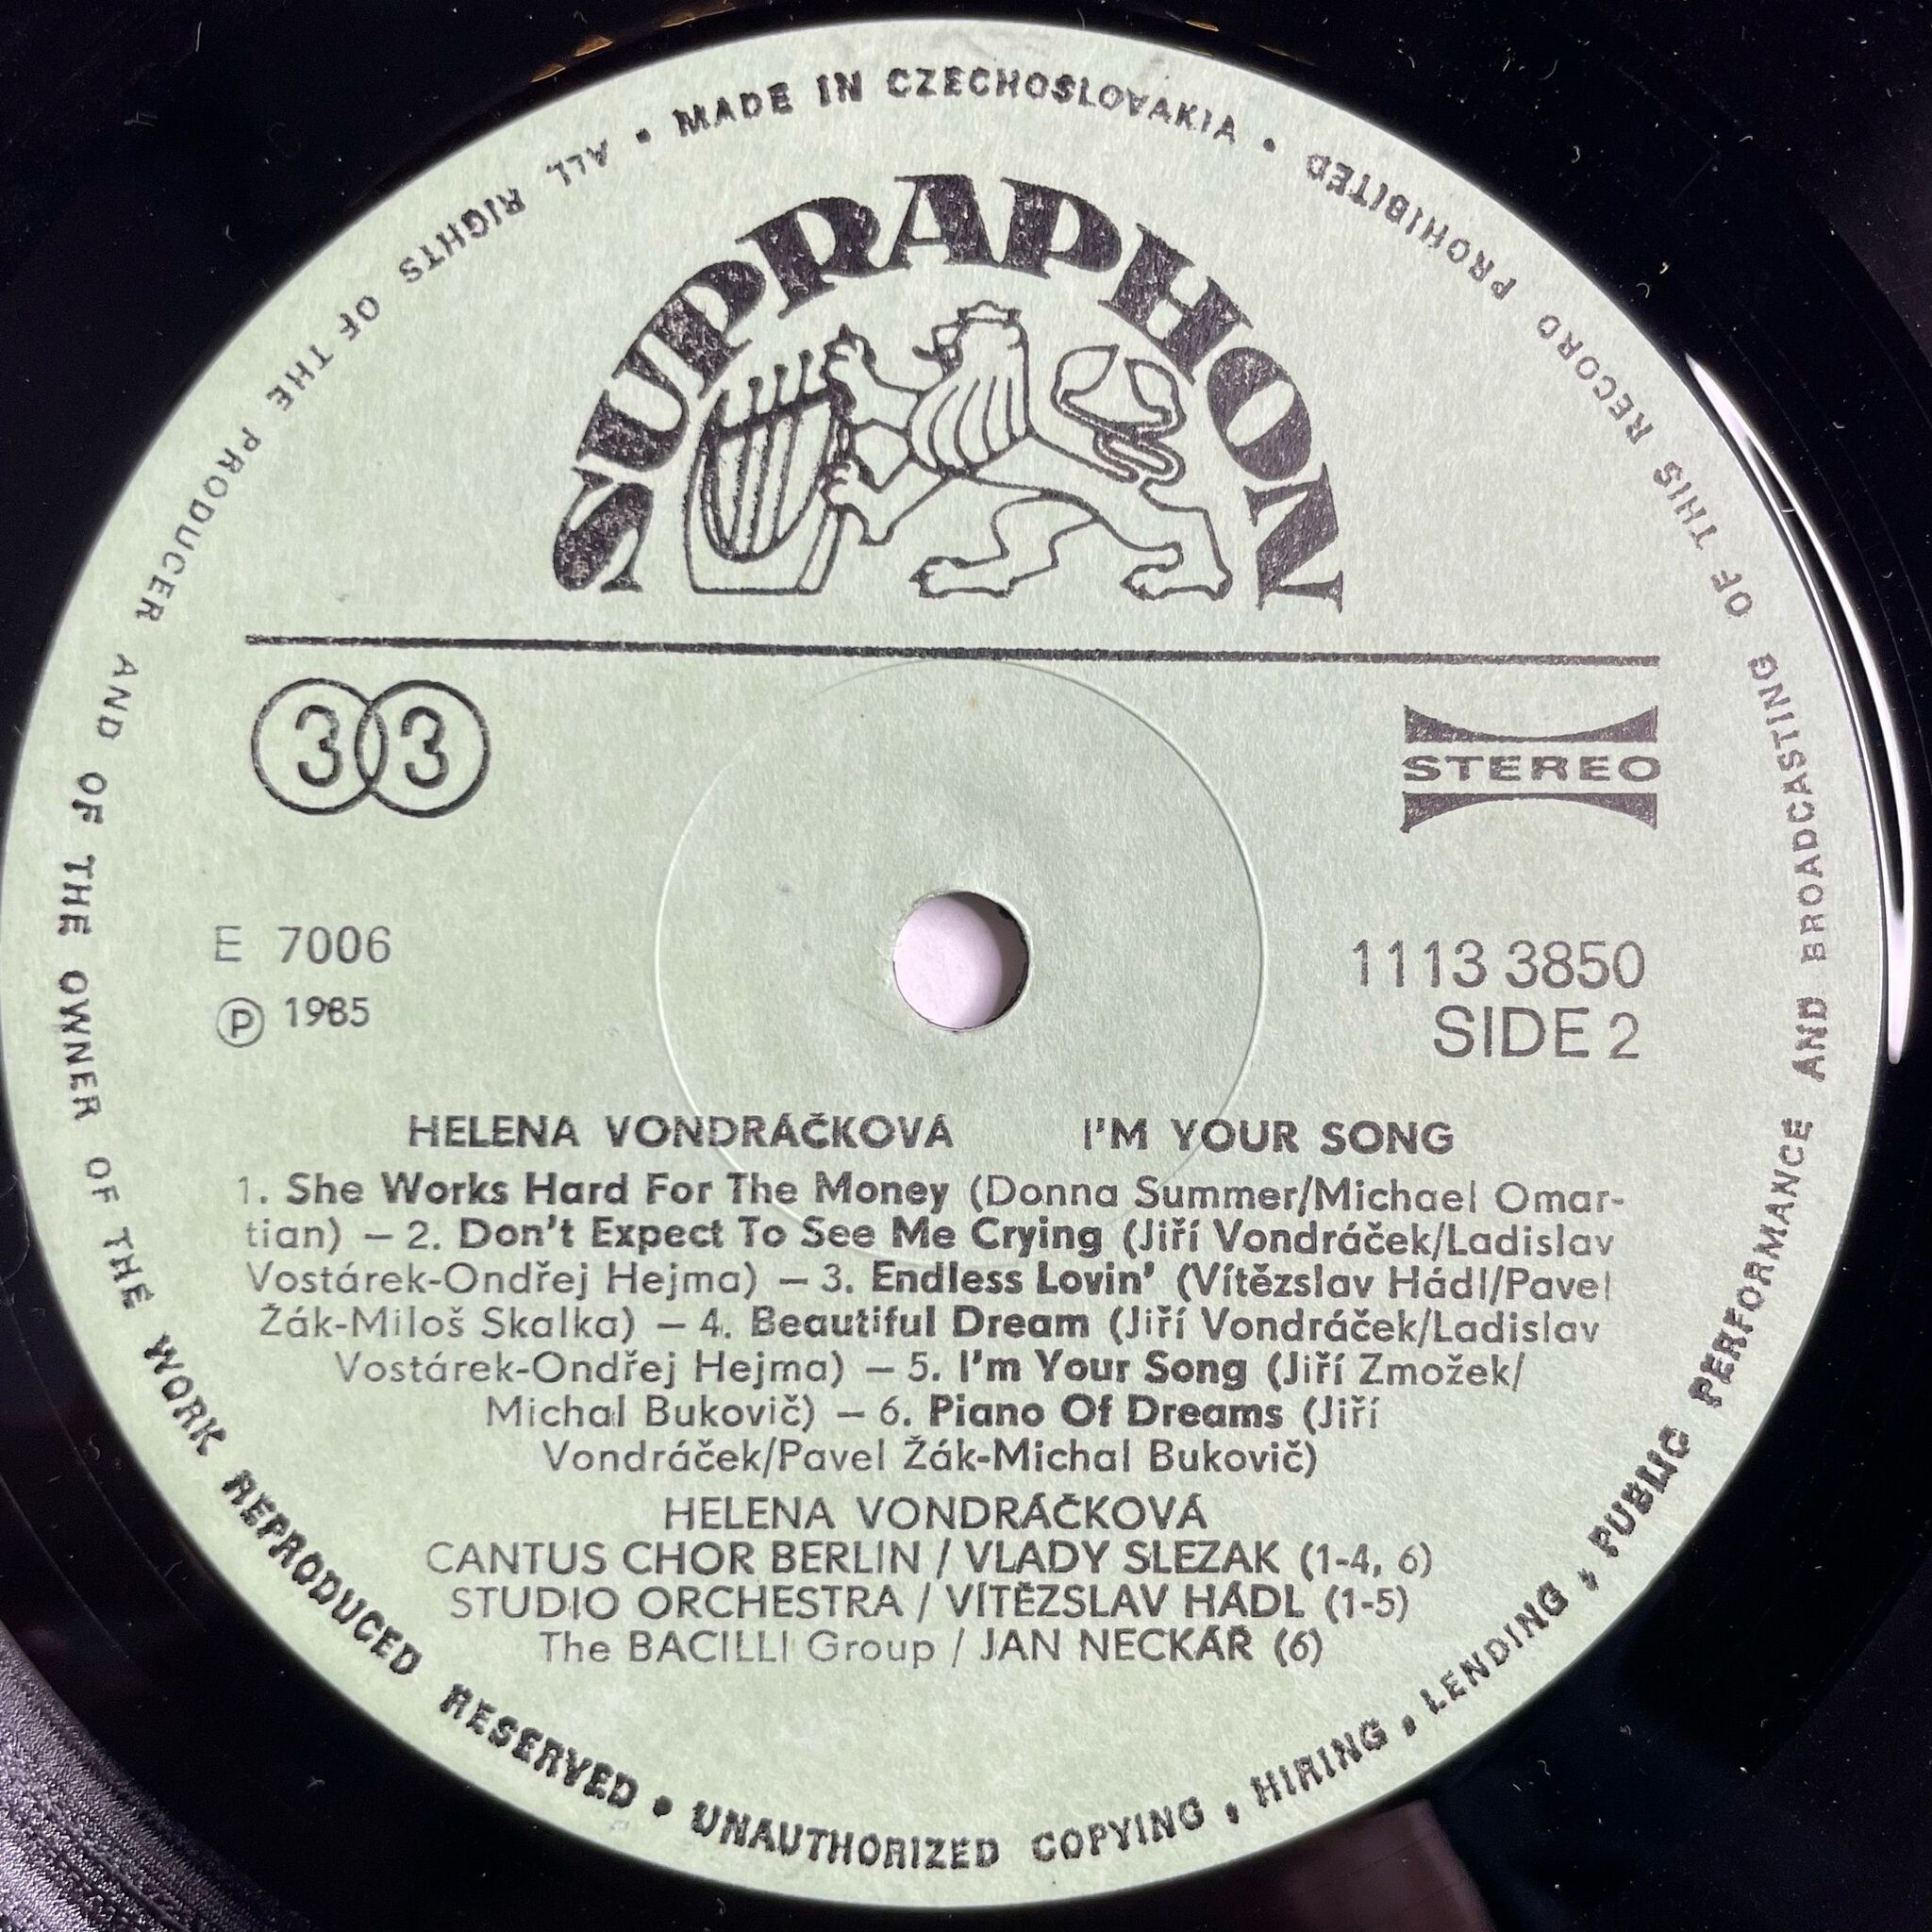 • MADE IN CZECHOSLOVAKIA •
SUPRAPHON
33
STEREO
E 7006
1113 3850
Ⓟ 1985
SIDE 2
HELENA VONDRÁČKOVÁ I'M YOUR SONG
1. She Works Hard For The Money (Donna Summer/Michael Omar-
tian) – 2. Don't Expect To See Me Crying (Jiří Vondráček/Ladislav
Vostárek-Ondřej Hejma) – 3. Endless Lovin' (Vítězslav Hádl/Pavel
Žák-Miloš Skalka) – 4. Beautiful Dream (Jiří Vondráček/Ladislav
Vostárek-Ondřej Hejma) – 5. I'm Your Song (Jiří Zmožek/
Michal Bukovič) – 6. Piano Of Dreams (Jiří
Vondráček/Pavel Žák-Michal Bukovič)
HELENA VONDRÁČKOVÁ
CANTUS CHOR BERLIN / VLADY SLEZAK (1-4, 6)
STUDIO ORCHESTRA / VÍTĚZSLAV HÁDL (1-5)
The BACILLI Group / JAN NECKÁŘ (6)
ALL RIGHTS OF THE PRODUCER AND OF THE OWNER OF THE WORK REPRODUCED RESERVED • UNAUTHORIZED COPYING, HIRING, LENDING, PUBLIC PERFORMANCE AND BROADCASTING OF THIS RECORD PROHIBITED